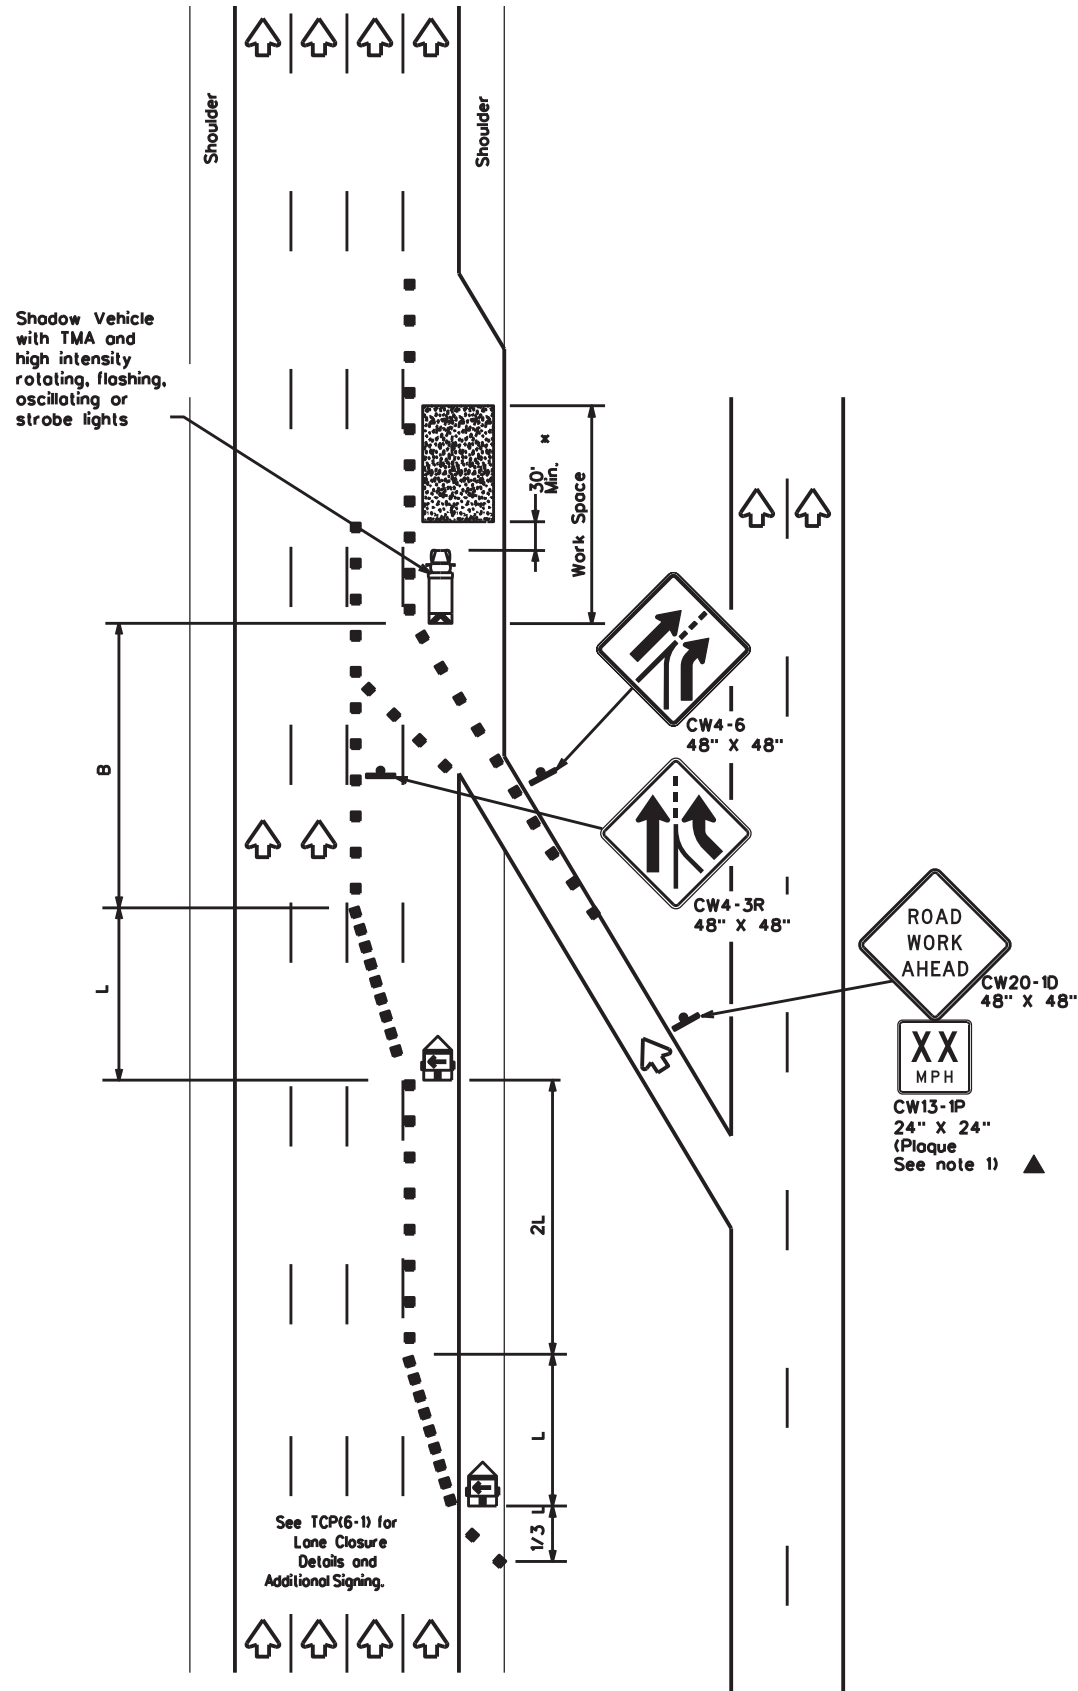 Shoulder
Shoulder
Shadow Vehicle
with TMA and
high intensity
rotating, flashing,
oscillating or
strobe lights
30'
Min.
x
Work Space
CW4-6
48" X 48"
B
CW4-3R
48" X 48"
ROAD
WORK
AHEAD
CW20-1D
48" X 48"
XX
MPH
CW13-1P
24" X 24"
(Plaque
See note 1)
L
2L
L
1/3 L
See TCP(6-1) for
Lane Closure
Details and
Additional Signing.